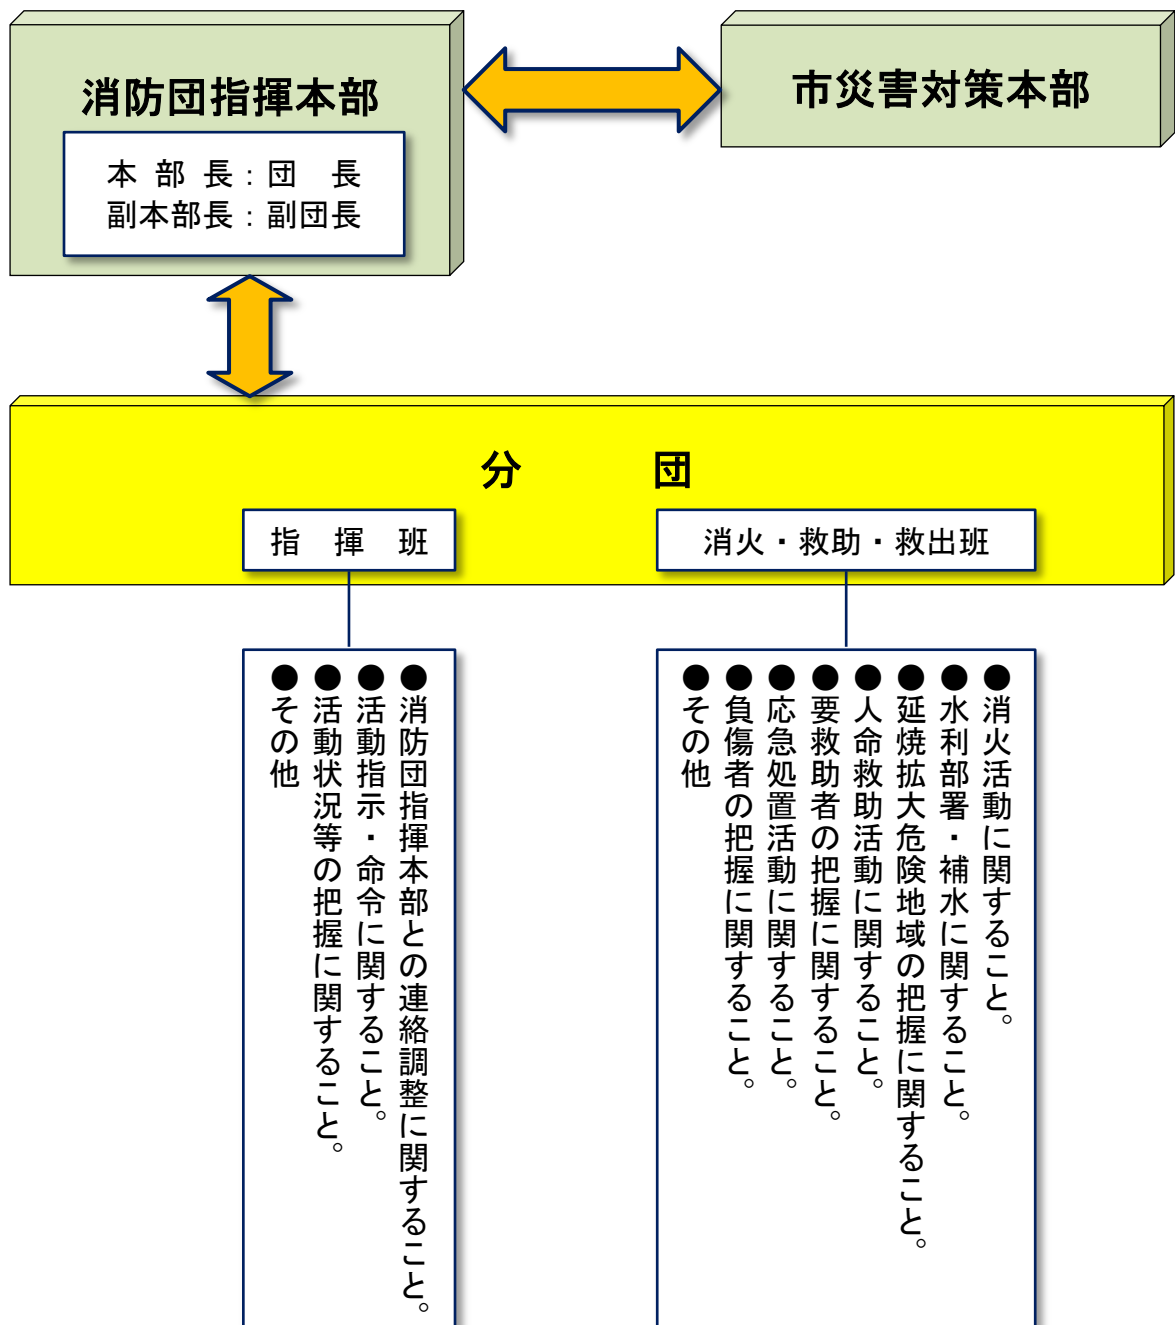 消防団指揮本部
本部長：団　長
副本部長：副団長
市災害対策本部
分　団
指　揮　班
消火・救助・救出班
●消防団指揮本部との連絡調整に関すること。
●活動指示・命令に関すること。
●活動状況等の把握に関すること。
●その他
●消火活動に関すること。
●水利部署・補水に関すること。
●延焼拡大危険地域の把握に関すること。
●人命救助活動に関すること。
●要救助者の把握に関すること。
●応急処置活動に関すること。
●負傷者の把握に関すること。
●その他